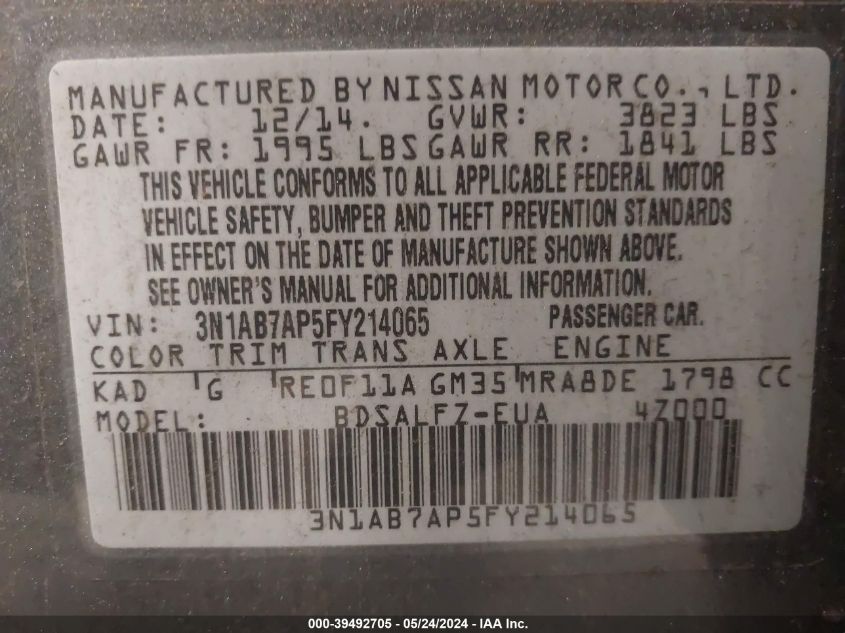 MANUFACTURED BY NISSAN MOTOR CO., LTD.
DATE: 12/14. GVWR: 3823 LBS
GAWR FR: 1995 LBS GAWR RR: 1841 LBS
THIS VEHICLE CONFORMS TO ALL APPLICABLE FEDERAL MOTOR
VEHICLE SAFETY, BUMPER AND THEFT PREVENTION STANDARDS
IN EFFECT ON THE DATE OF MANUFACTURE SHOWN ABOVE.
SEE OWNER'S MANUAL FOR ADDITIONAL INFORMATION.
VIN: 3N1AB7AP5FY214065 PASSENGER CAR.
COLOR TRIM TRANS AXLE ENGINE
KAD G RE0F11A GM35 MRA8DE 1798 CC
MODEL: BDSALFZ-EUA 4Z000
3N1AB7AP5FY214065
000-39492705 - 05/24/2024 - IAA Inc.